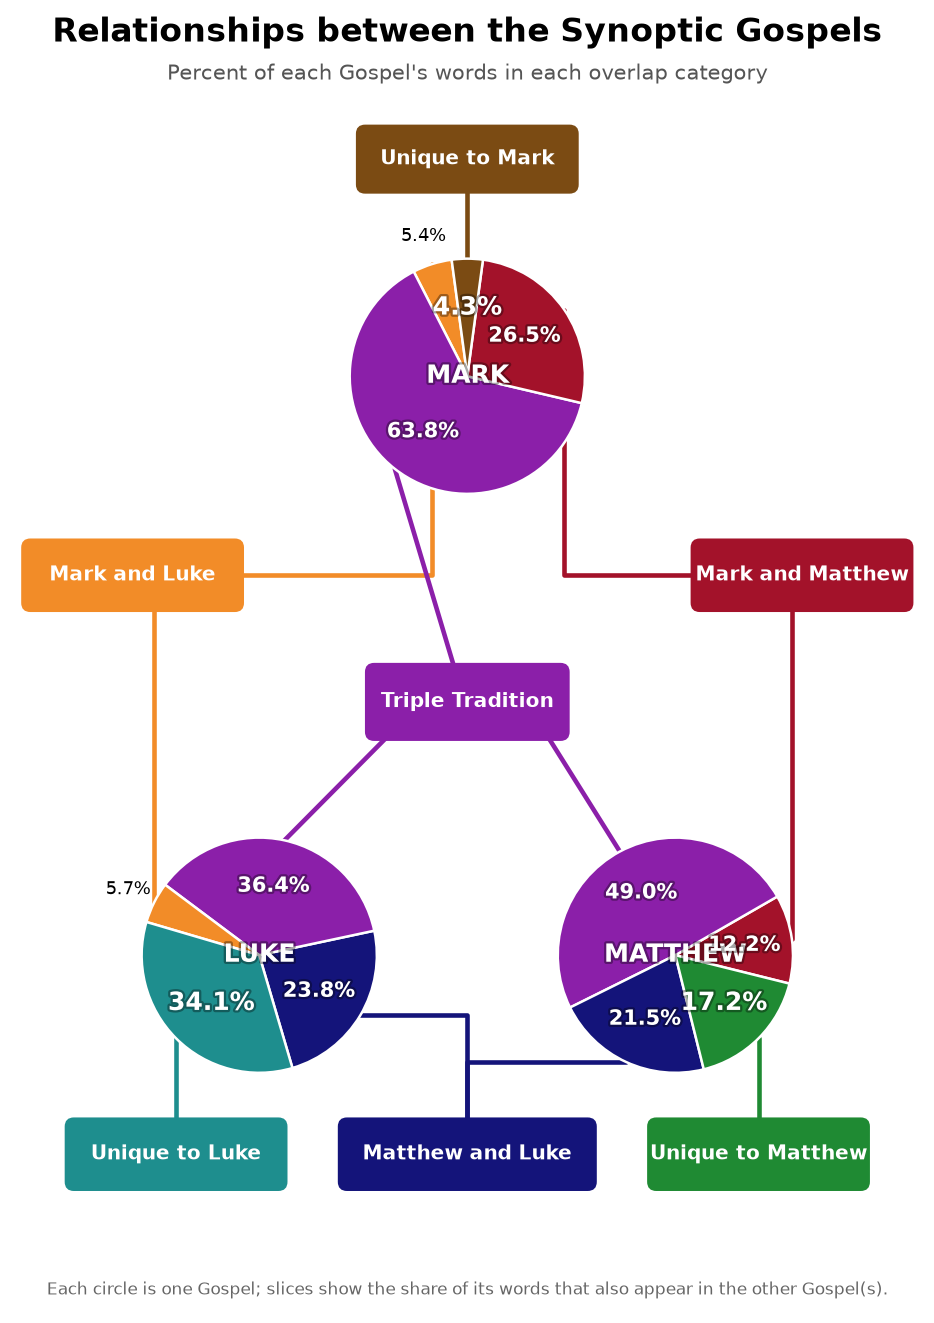 Relationships between the Synoptic Gospels
Percent of each Gospel's words in each overlap category
Unique to Mark
5.4%
4.3%
26.5%
MARK
63.8%
Mark and Luke
Mark and Matthew
Triple Tradition
36.4%
5.7%
LUKE
23.8%
34.1%
49.0%
12.2%
MATTHEW
17.2%
21.5%
Unique to Luke
Matthew and Luke
Unique to Matthew
Each circle is one Gospel; slices show the share of its words that also appear in the other Gospel(s).